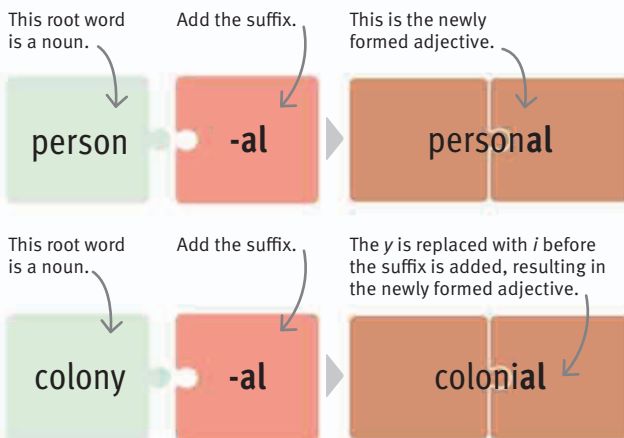 This root word
is a noun.
Add the suffix.
This is the newly
formed adjective.
person
-al
personal
This root word
is a noun.
Add the suffix.
The y is replaced with i before
the suffix is added, resulting in
the newly formed adjective.
colony
-al
colonial